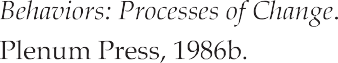 Behaviors: Processes of Change.
Plenum Press, 1986b.